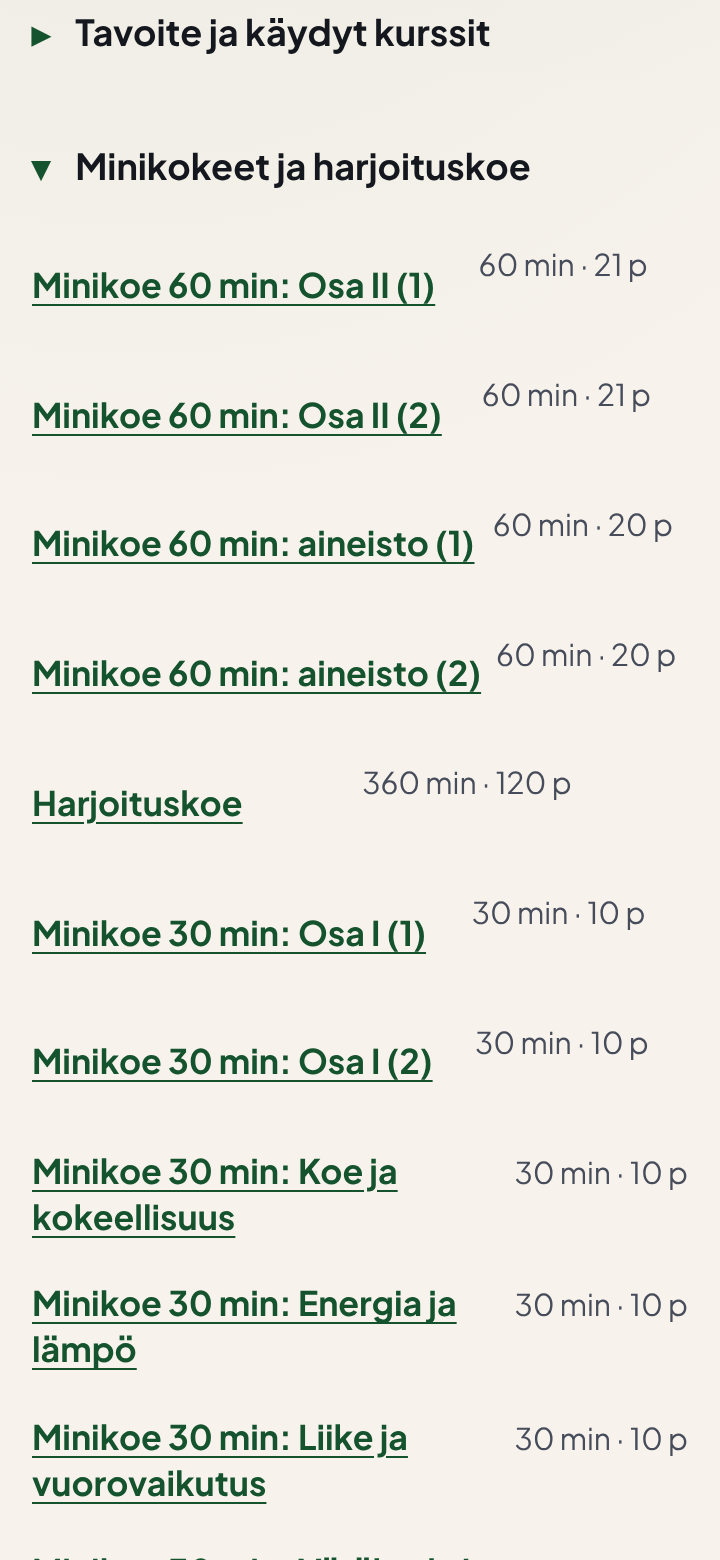 Tavoite ja käydyt kurssit
Minikokeet ja harjoituskoe
Minikoe 60 min: Osa II (1) 60 min · 21 p
Minikoe 60 min: Osa II (2) 60 min · 21 p
Minikoe 60 min: aineisto (1) 60 min · 20 p
Minikoe 60 min: aineisto (2) 60 min · 20 p
Harjoituskoe 360 min · 120 p
Minikoe 30 min: Osa I (1) 30 min · 10 p
Minikoe 30 min: Osa I (2) 30 min · 10 p
Minikoe 30 min: Koe ja 30 min · 10 p
kokeellisuus
Minikoe 30 min: Energia ja 30 min · 10 p
lämpö
Minikoe 30 min: Liike ja 30 min · 10 p
vuorovaikutus